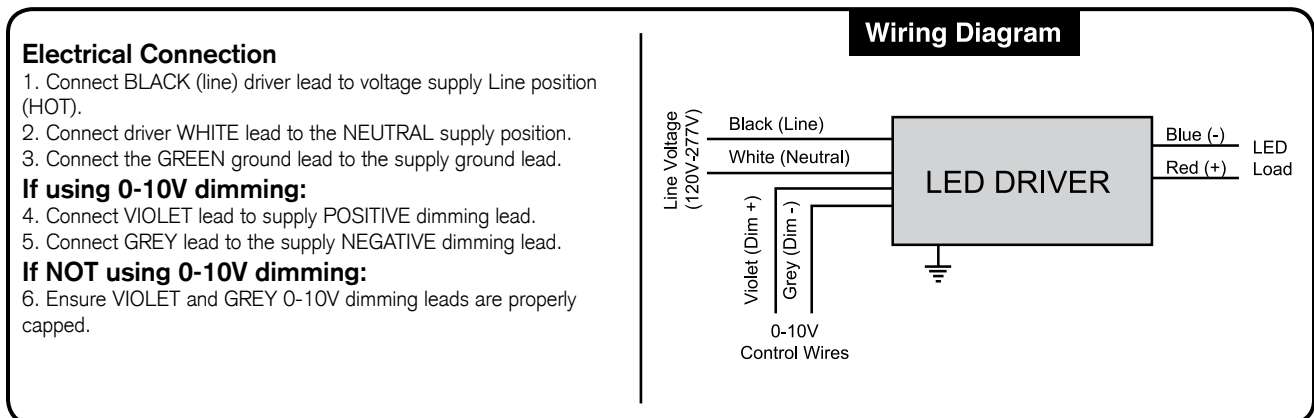 Electrical Connection
1. Connect BLACK (line) driver lead to voltage supply Line position
(HOT).
2. Connect driver WHITE lead to the NEUTRAL supply position.
3. Connect the GREEN ground lead to the supply ground lead.
If using 0-10V dimming:
4. Connect VIOLET lead to supply POSITIVE dimming lead.
5. Connect GREY lead to the supply NEGATIVE dimming lead.
If NOT using 0-10V dimming:
6. Ensure VIOLET and GREY 0-10V dimming leads are properly
capped.
Wiring Diagram
Line Voltage
(120V-277V)
Black (Line)
White (Neutral)
Violet (Dim +)
Grey (Dim -)
0-10V
Control Wires
LED DRIVER
Blue (-)
Red (+)
LED
Load